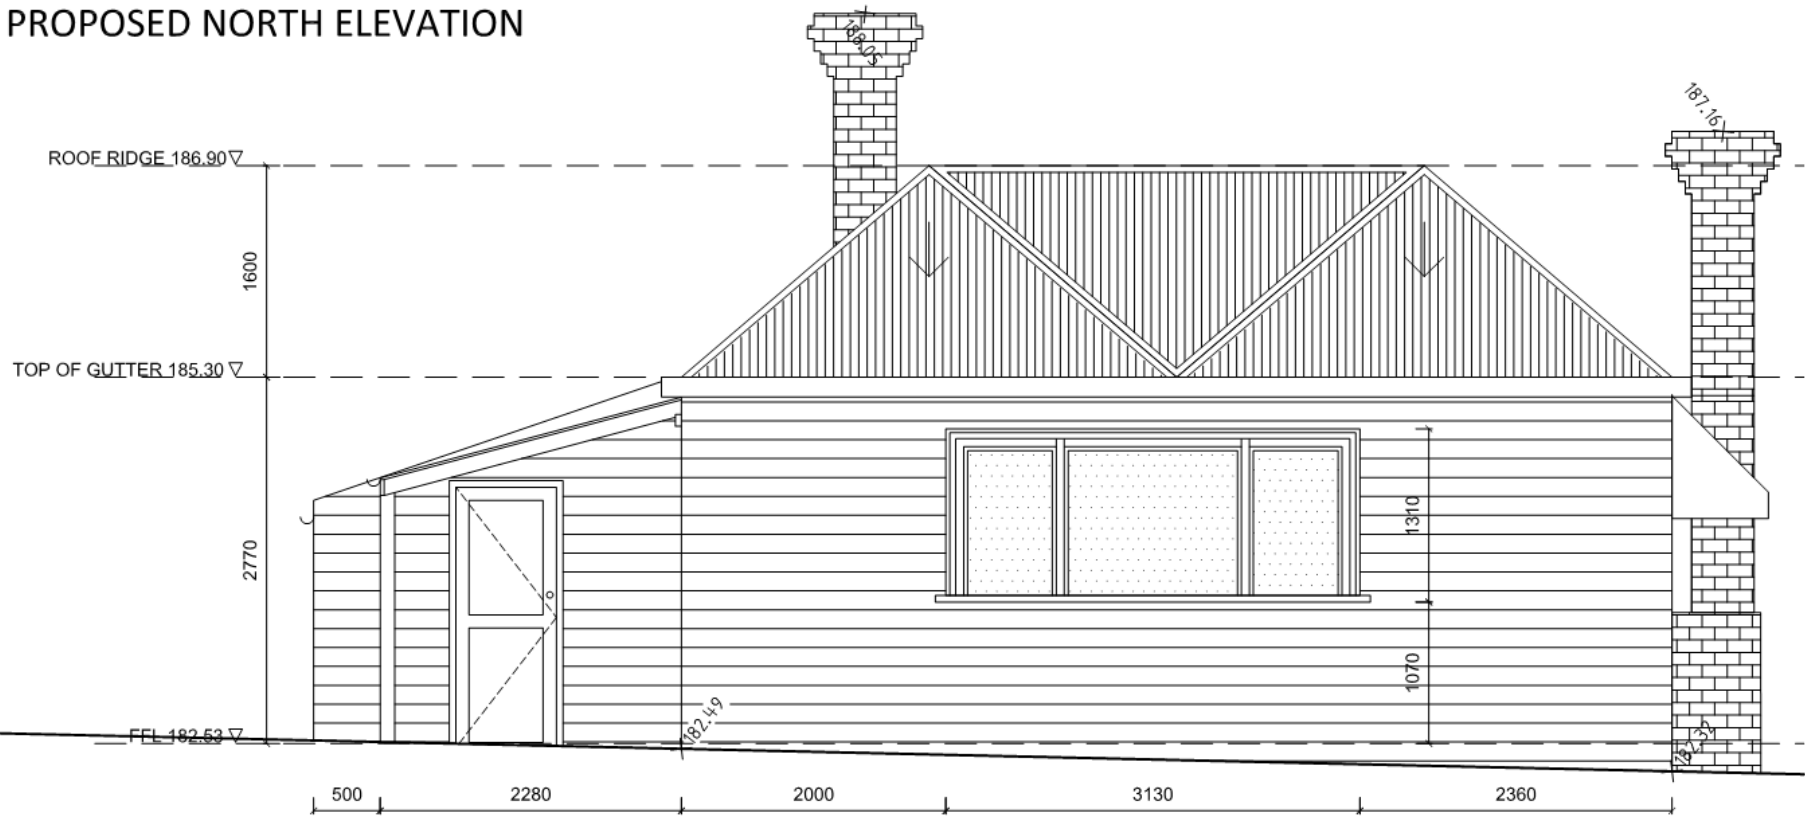 PROPOSED NORTH ELEVATION
188.05
187.16
ROOF RIDGE 186.90
1600
TOP OF GUTTER 185.30
2770
1310
1070
FFL 182.53
182.49
182.32
500 2280 2000 3130 2360